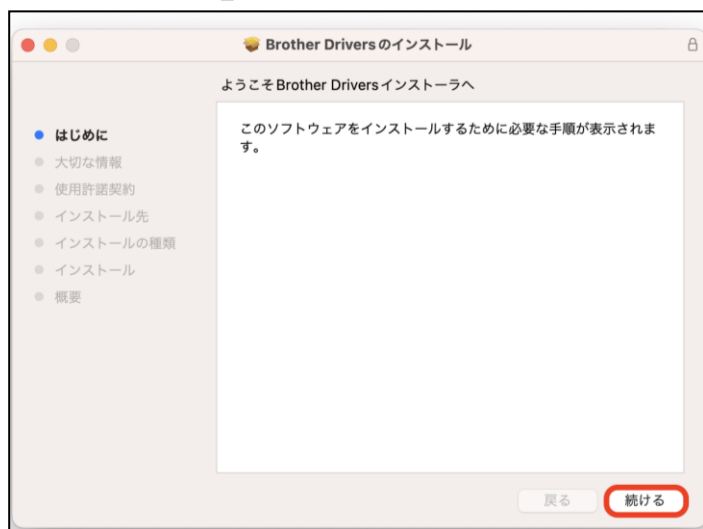 Brother Driversのインストール
ようこそBrother Driversインストーラへ
はじめに
大切な情報
使用許諾契約
インストール先
インストールの種類
インストール
概要
このソフトウェアをインストールするために必要な手順が表示されま
す。
戻る
続ける